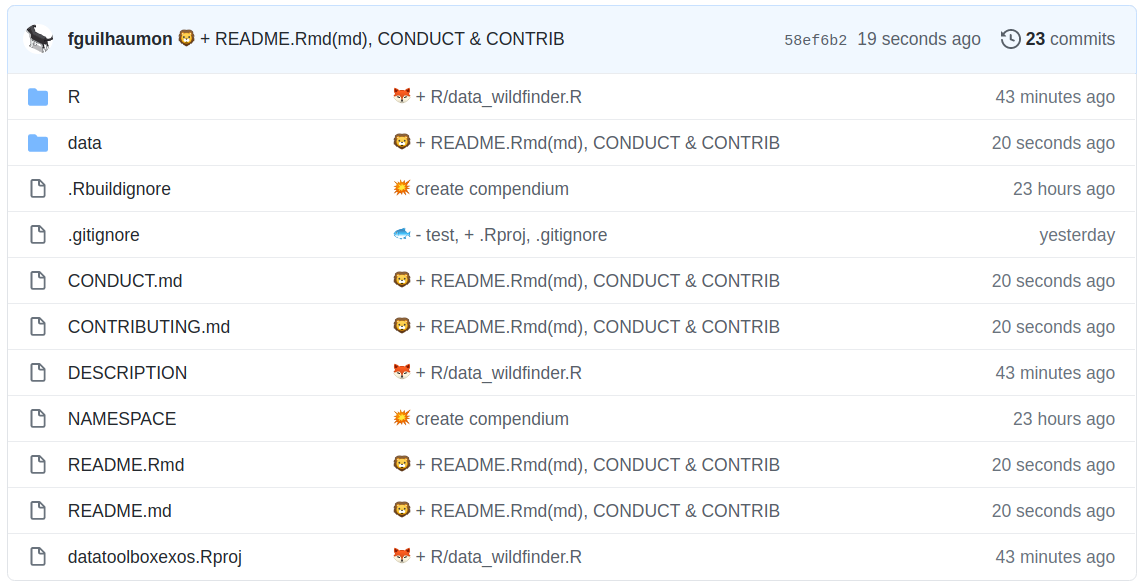 fguilhaumon 🦁 + README.Rmd(md), CONDUCT & CONTRIB 58ef6b2 19 seconds ago 23 commits
R 🦊 + R/data_wildfinder.R 43 minutes ago
data 🦁 + README.Rmd(md), CONDUCT & CONTRIB 20 seconds ago
.Rbuildignore 💥 create compendium 23 hours ago
.gitignore 🐟 - test, + .Rproj, .gitignore yesterday
CONDUCT.md 🦁 + README.Rmd(md), CONDUCT & CONTRIB 20 seconds ago
CONTRIBUTING.md 🦁 + README.Rmd(md), CONDUCT & CONTRIB 20 seconds ago
DESCRIPTION 🦊 + R/data_wildfinder.R 43 minutes ago
NAMESPACE 💥 create compendium 23 hours ago
README.Rmd 🦁 + README.Rmd(md), CONDUCT & CONTRIB 20 seconds ago
README.md 🦁 + README.Rmd(md), CONDUCT & CONTRIB 20 seconds ago
datatoolboxexos.Rproj 🦊 + R/data_wildfinder.R 43 minutes ago